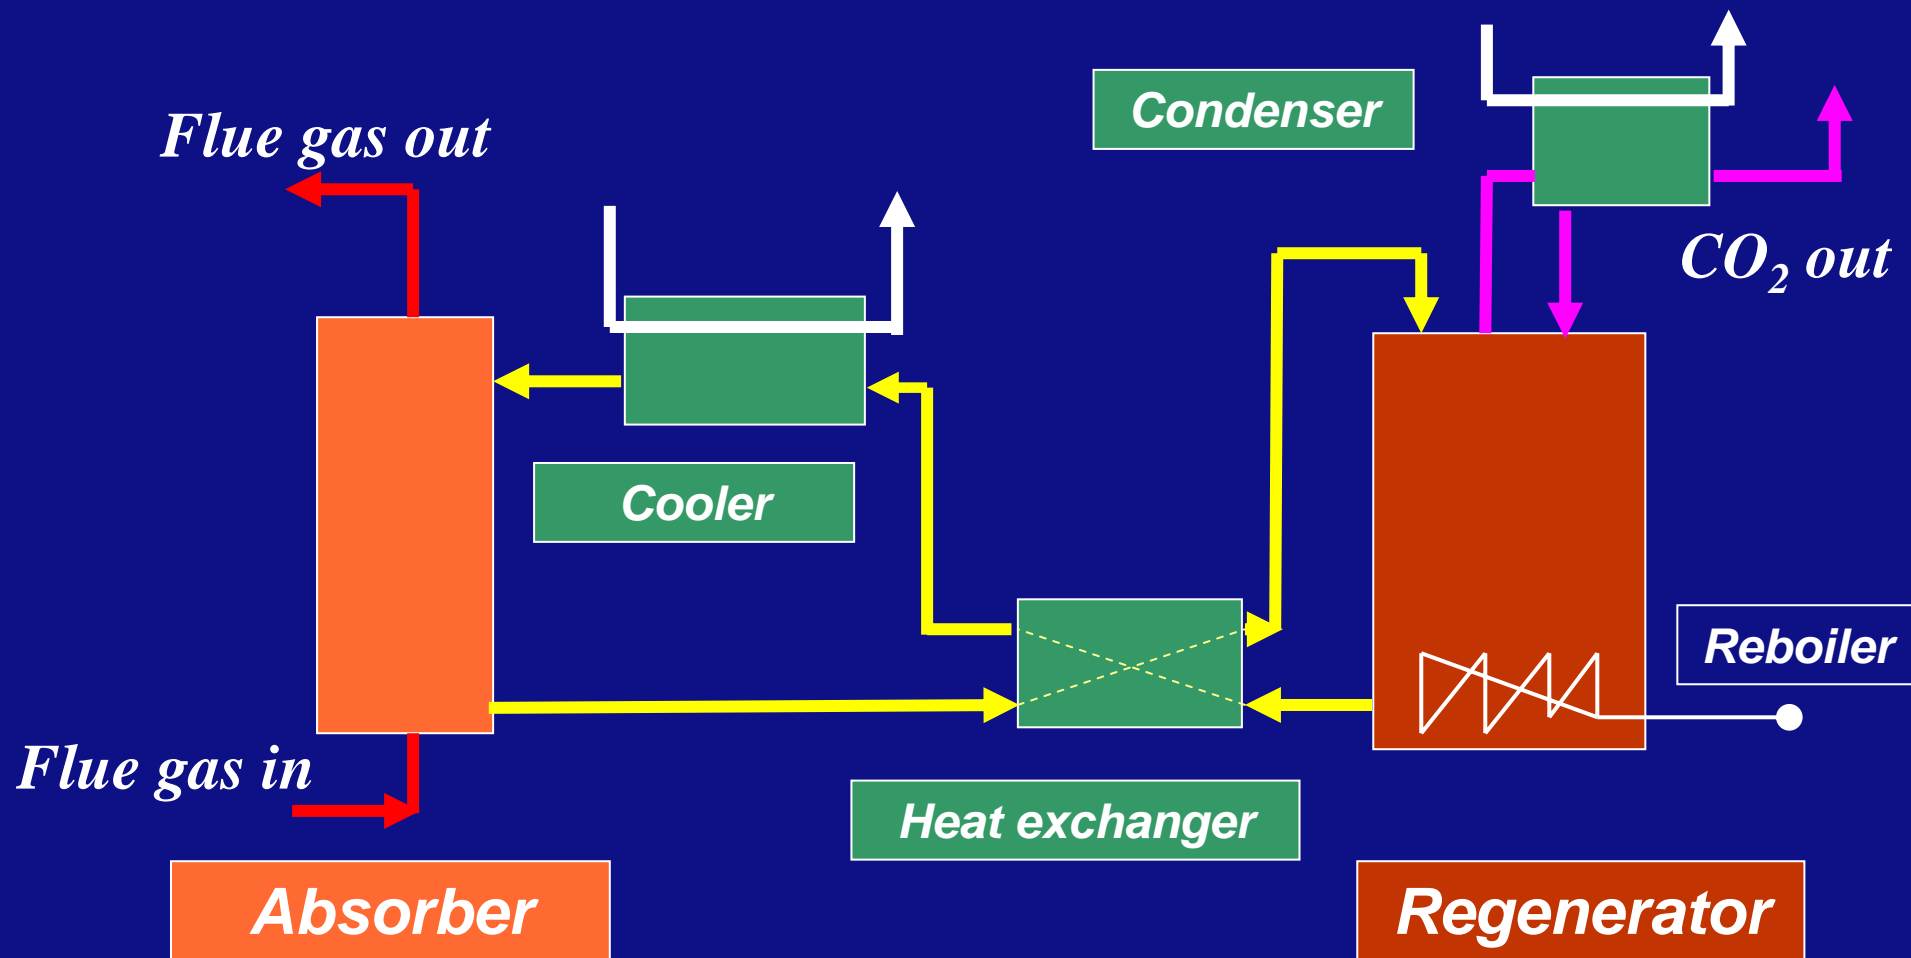 Condenser
Flue gas out
CO₂ out
Cooler
Reboiler
Flue gas in
Heat exchanger
Absorber
Regenerator